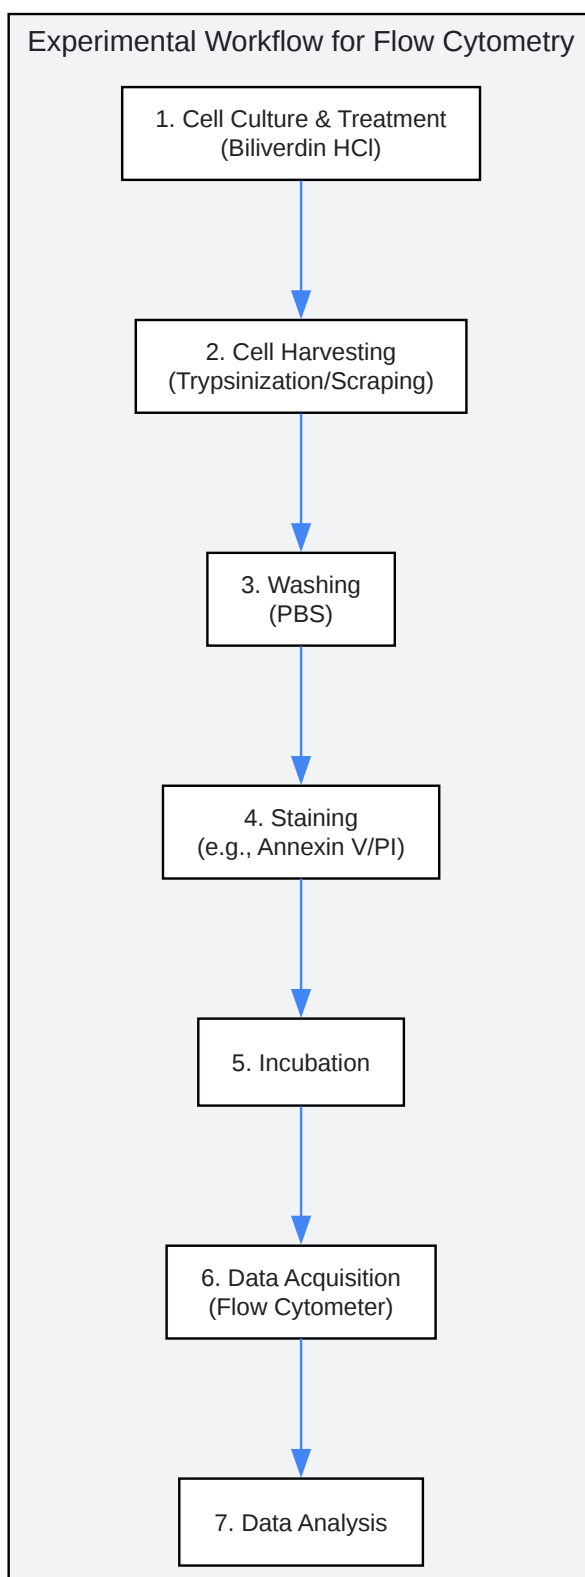 Experimental Workflow for Flow Cytometry
1. Cell Culture & Treatment
(Biliverdin HCl)
2. Cell Harvesting
(Trypsinization/Scraping)
3. Washing
(PBS)
4. Staining
(e.g., Annexin V/PI)
5. Incubation
6. Data Acquisition
(Flow Cytometer)
7. Data Analysis